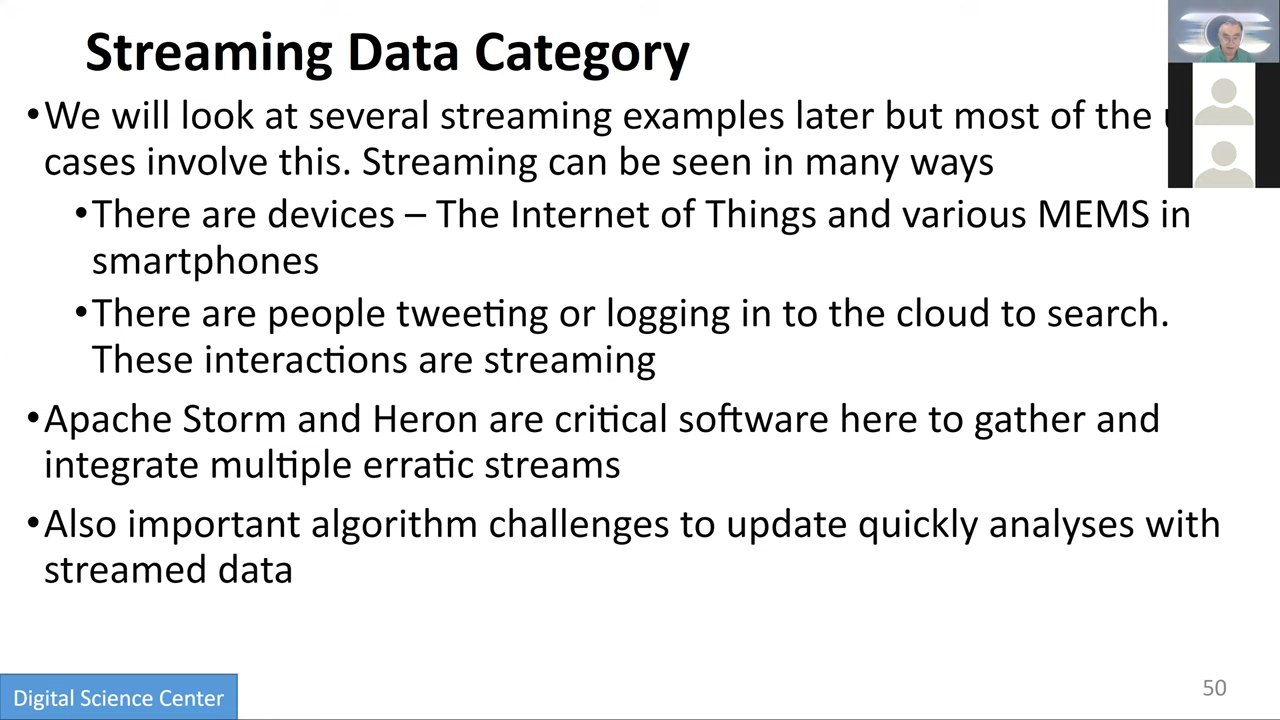 Streaming Data Category
•We will look at several streaming examples later but most of the
cases involve this. Streaming can be seen in many ways
•There are devices – The Internet of Things and various MEMS in
smartphones
•There are people tweeting or logging in to the cloud to search.
These interactions are streaming
•Apache Storm and Heron are critical software here to gather and
integrate multiple erratic streams
•Also important algorithm challenges to update quickly analyses with
streamed data
Digital Science Center
50